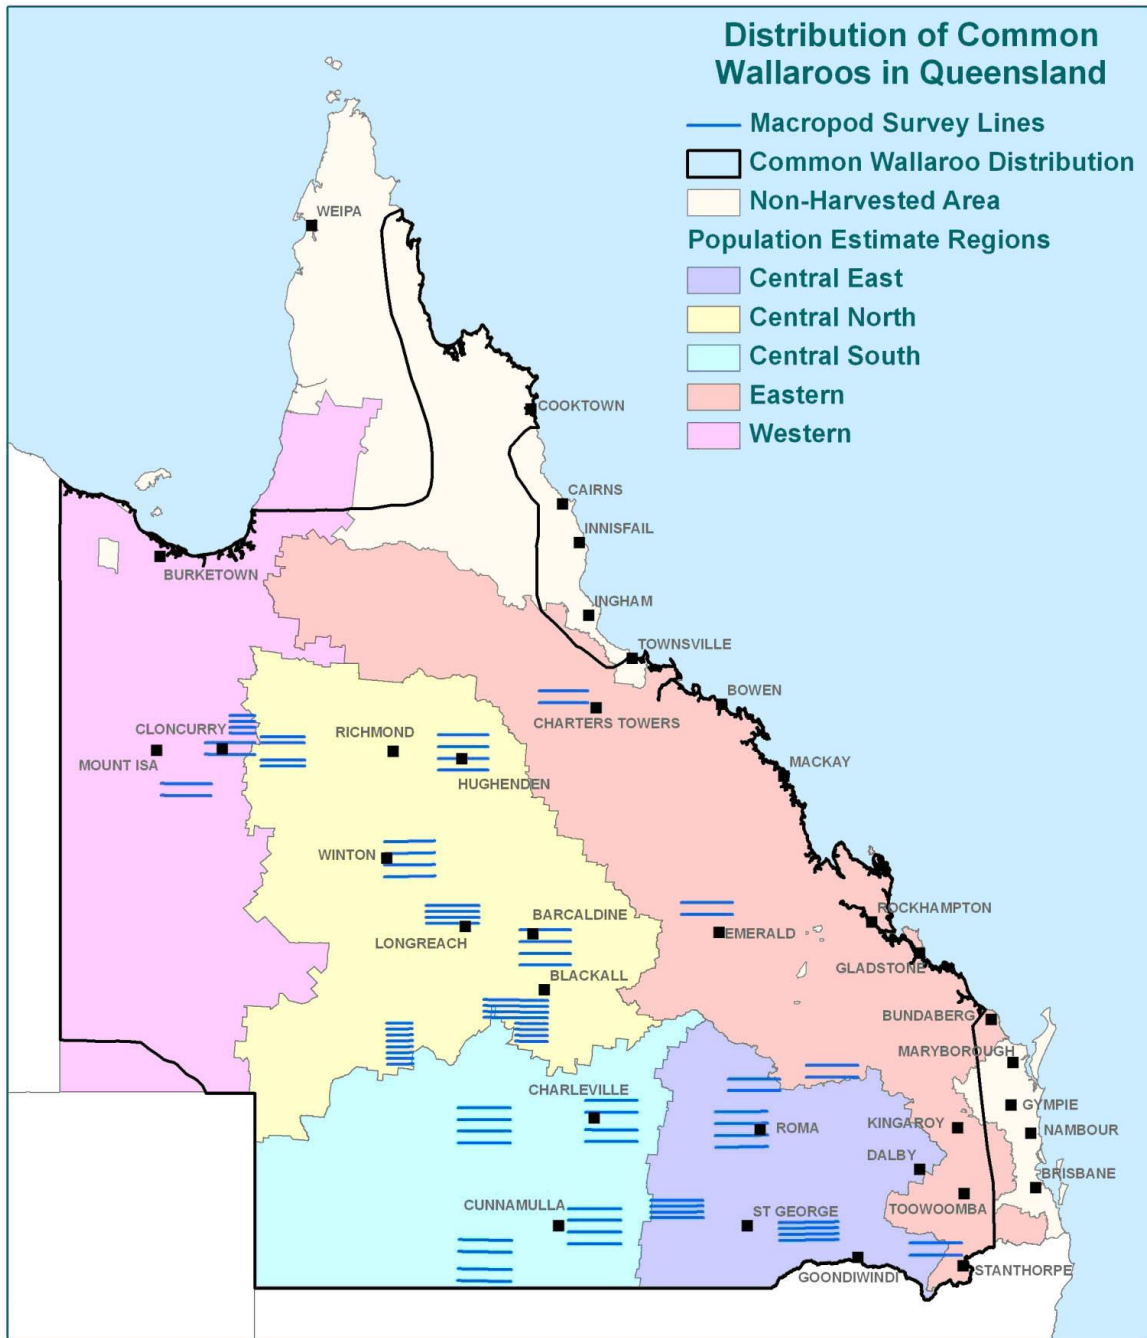 Distribution of Common
Wallaroos in Queensland
Macropod Survey Lines
Common Wallaroo Distribution
Non-Harvested Area
Population Estimate Regions
Central East
Central North
Central South
Eastern
Western
WEIPA
COOKTOWN
CAIRNS
INNISFAIL
BURKETOWN
INGHAM
TOWNSVILLE
BOWEN
CHARTERS TOWERS
CLONCURRY
RICHMOND
MOUNT ISA
MACKAY
HUGHENDEN
WINTON
ROCKHAMPTON
BARCALDINE
EMERALD
LONGREACH
GLADSTONE
BLACKALL
BUNDABERG
MARYBOROUGH
CHARLEVILLE
GYMPIE
ROMA
KINGAROY
NAMBOUR
DALBY
BRISBANE
CUNNAMULLA
ST GEORGE
TOOWOOMBA
GOONDIWINDI
STANTHORPE